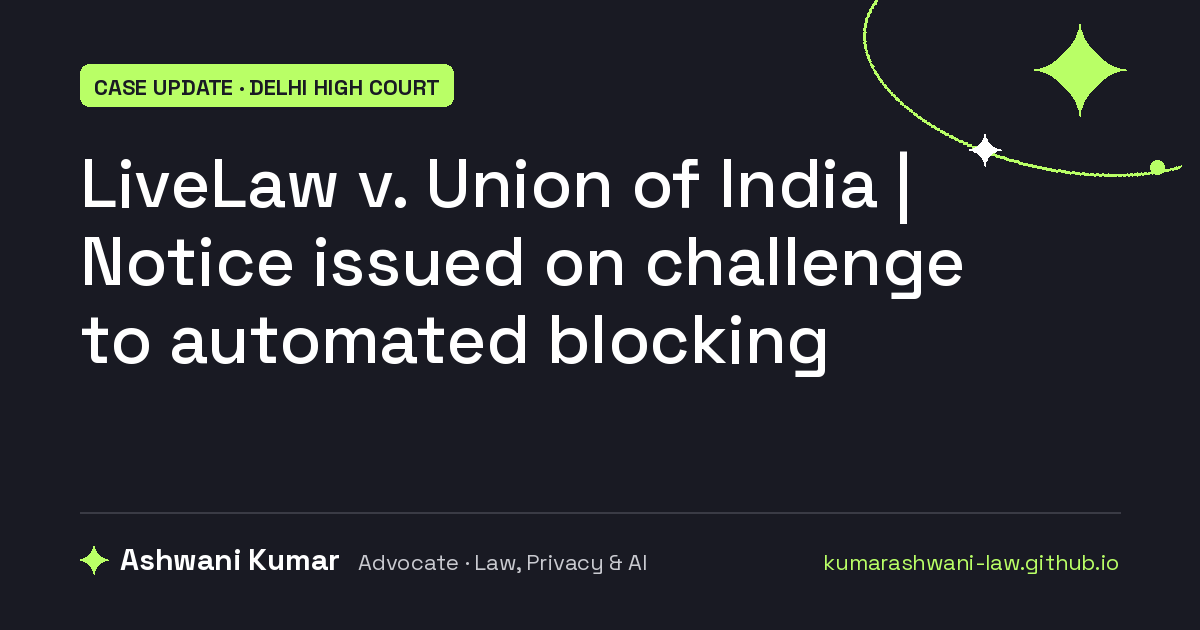 CASE UPDATE · DELHI HIGH COURT
LiveLaw v. Union of India |
Notice issued on challenge
to automated blocking
Ashwani Kumar Advocate · Law, Privacy & AI kumarashwani-law.github.io